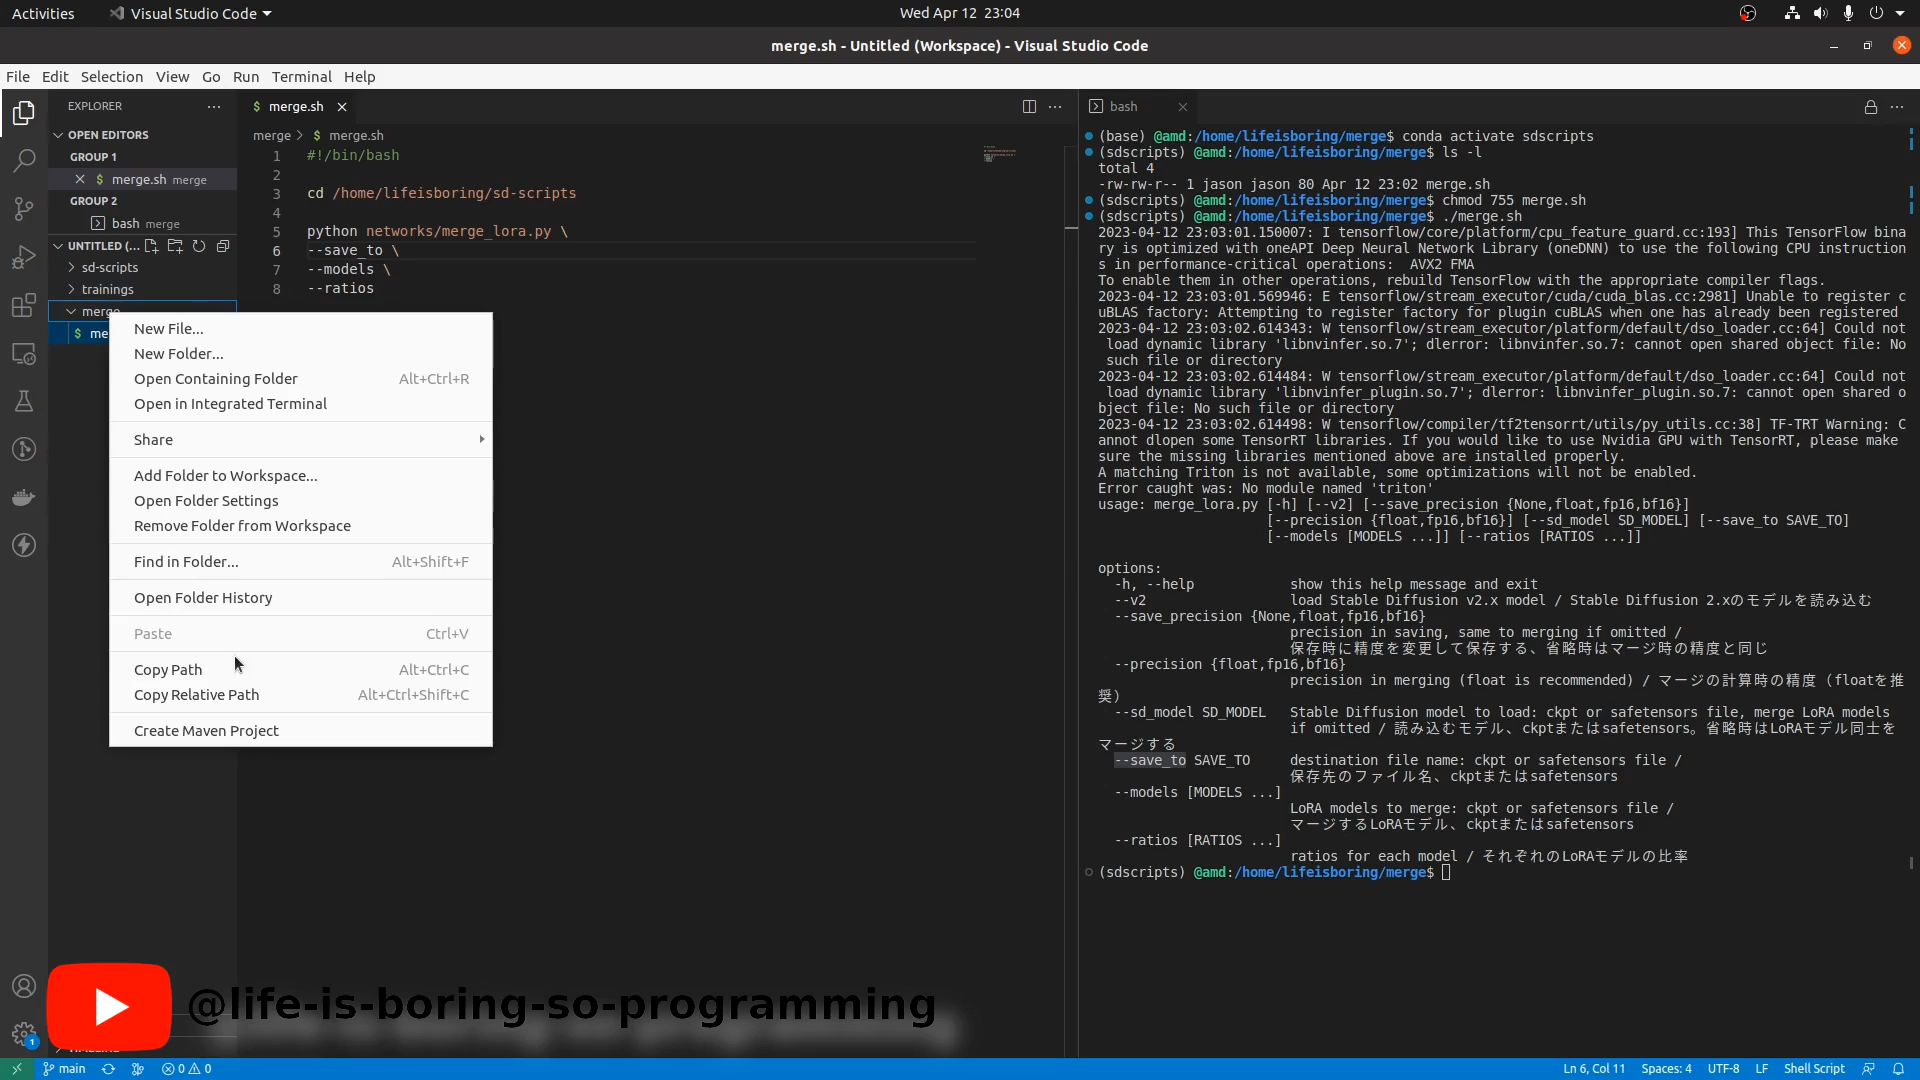 Activities
Visual Studio Code
Wed Apr 12 23:04
merge.sh - Untitled (Workspace) - Visual Studio Code
File Edit Selection View Go Run Terminal Help
EXPLORER
OPEN EDITORS
GROUP 1
$ merge.sh merge
GROUP 2
bash merge
UNTITLED (...
sd-scripts
trainings
merge
$ me
New File...
New Folder...
Open Containing Folder Alt+Ctrl+R
Open in Integrated Terminal
Share
Add Folder to Workspace...
Open Folder Settings
Remove Folder from Workspace
Find in Folder... Alt+Shift+F
Open Folder History
Paste Ctrl+V
Copy Path Alt+Ctrl+C
Copy Relative Path Alt+Ctrl+Shift+C
Create Maven Project
$ merge.sh
merge > $ merge.sh
1 #!/bin/bash
2
3 cd /home/lifeisboring/sd-scripts
4
5 python networks/merge_lora.py \
6 --save_to \
7 --models \
8 --ratios
bash
(base) @amd:/home/lifeisboring/merge$ conda activate sdscripts
(sdscripts) @amd:/home/lifeisboring/merge$ ls -l
total 4
-rw-rw-r-- 1 jason jason 80 Apr 12 23:02 merge.sh
(sdscripts) @amd:/home/lifeisboring/merge$ chmod 755 merge.sh
(sdscripts) @amd:/home/lifeisboring/merge$ ./merge.sh
2023-04-12 23:03:01.150007: I tensorflow/core/platform/cpu_feature_guard.cc:193] This TensorFlow bina
ry is optimized with oneAPI Deep Neural Network Library (oneDNN) to use the following CPU instruction
s in performance-critical operations:  AVX2 FMA
To enable them in other operations, rebuild TensorFlow with the appropriate compiler flags.
2023-04-12 23:03:01.569946: E tensorflow/stream_executor/cuda/cuda_blas.cc:2981] Unable to register c
uBLAS factory: Attempting to register factory for plugin cuBLAS when one has already been registered
2023-04-12 23:03:02.614343: W tensorflow/stream_executor/platform/default/dso_loader.cc:64] Could not
load dynamic library 'libnvinfer.so.7'; dlerror: libnvinfer.so.7: cannot open shared object file: No
such file or directory
2023-04-12 23:03:02.614484: W tensorflow/stream_executor/platform/default/dso_loader.cc:64] Could not
load dynamic library 'libnvinfer_plugin.so.7'; dlerror: libnvinfer_plugin.so.7: cannot open shared o
bject file: No such file or directory
2023-04-12 23:03:02.614498: W tensorflow/compiler/tf2tensorrt/utils/py_utils.cc:38] TF-TRT Warning: C
annot dlopen some TensorRT libraries. If you would like to use Nvidia GPU with TensorRT, please make
sure the missing libraries mentioned above are installed properly.
A matching Triton is not available, some optimizations will not be enabled.
Error caught was: No module named 'triton'
usage: merge_lora.py [-h] [--v2] [--save_precision {None,float,fp16,bf16}]
[--precision {float,fp16,bf16}] [--sd_model SD_MODEL] [--save_to SAVE_TO]
[--models [MODELS ...]] [--ratios [RATIOS ...]]
options:
-h, --help show this help message and exit
--v2 load Stable Diffusion v2.x model / Stable Diffusion 2.xのモデルを読み込む
--save_precision {None,float,fp16,bf16}
precision in saving, same to merging if omitted /
保存時に精度を変更して保存する、省略時はマージ時の精度と同じ
--precision {float,fp16,bf16}
precision in merging (float is recommended) / マージの計算時の精度（floatを推
奨）
--sd_model SD_MODEL Stable Diffusion model to load: ckpt or safetensors file, merge LoRA models
if omitted / 読み込むモデル、ckptまたはsafetensors。省略時はLoRAモデル同士を
マージする
--save_to SAVE_TO destination file name: ckpt or safetensors file /
保存先のファイル名、ckptまたはsafetensors
--models [MODELS ...]
LoRA models to merge: ckpt or safetensors file /
マージするLoRAモデル、ckptまたはsafetensors
--ratios [RATIOS ...]
ratios for each model / それぞれのLoRAモデルの比率
(sdscripts) @amd:/home/lifeisboring/merge$
@life-is-boring-so-programming
1
main
0 0
Ln 6, Col 11 Spaces: 4 UTF-8 LF Shell Script